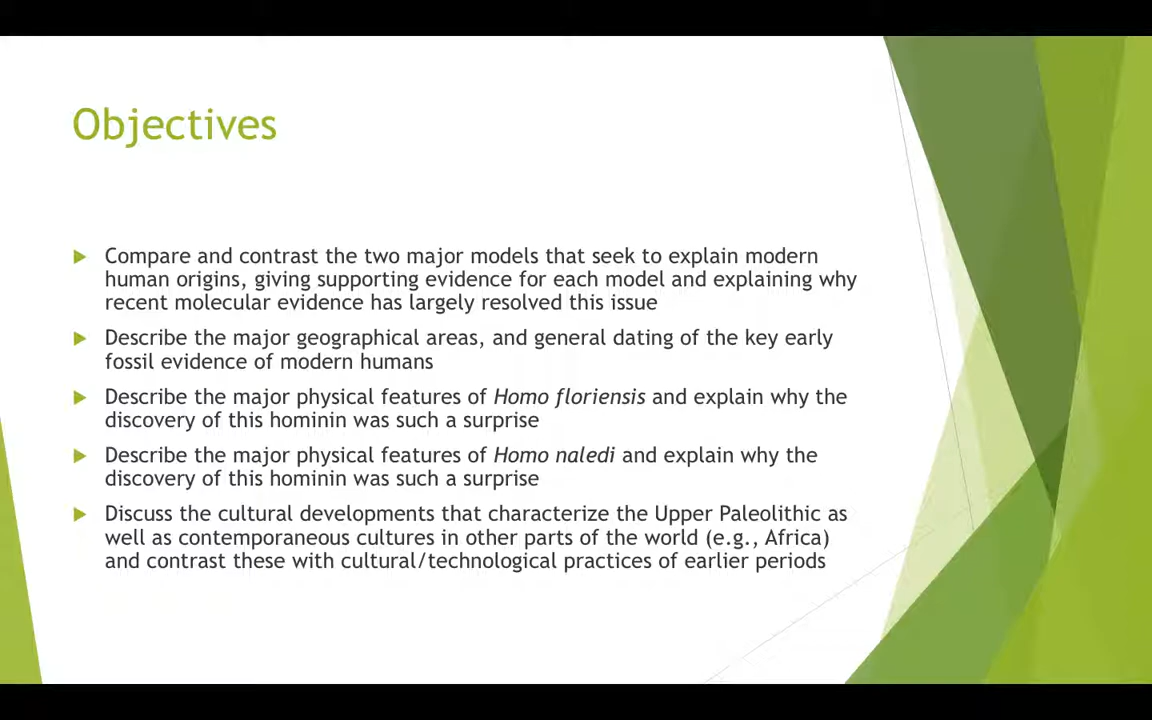 Objectives
Compare and contrast the two major models that seek to explain modern
human origins, giving supporting evidence for each model and explaining why
recent molecular evidence has largely resolved this issue
Describe the major geographical areas, and general dating of the key early
fossil evidence of modern humans
Describe the major physical features of Homo floriensis and explain why the
discovery of this hominin was such a surprise
Describe the major physical features of Homo naledi and explain why the
discovery of this hominin was such a surprise
Discuss the cultural developments that characterize the Upper Paleolithic as
well as contemporaneous cultures in other parts of the world (e.g., Africa)
and contrast these with cultural/technological practices of earlier periods